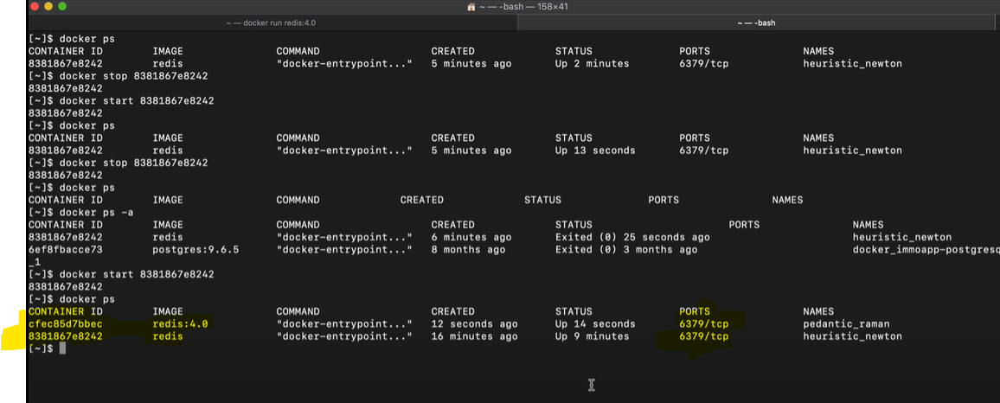 ~ — -bash — 158×41
~ — docker run redis:4.0 ~ — -bash
[~]$ docker ps
CONTAINER ID IMAGE COMMAND CREATED STATUS PORTS NAMES
8381867e8242 redis "docker-entrypoint..." 5 minutes ago Up 2 minutes 6379/tcp heuristic_newton
[~]$ docker stop 8381867e8242
8381867e8242
[~]$ docker start 8381867e8242
8381867e8242
[~]$ docker ps
CONTAINER ID IMAGE COMMAND CREATED STATUS PORTS NAMES
8381867e8242 redis "docker-entrypoint..." 5 minutes ago Up 13 seconds 6379/tcp heuristic_newton
[~]$ docker stop 8381867e8242
8381867e8242
[~]$ docker ps
CONTAINER ID IMAGE COMMAND CREATED STATUS PORTS NAMES
[~]$ docker ps -a
CONTAINER ID IMAGE COMMAND CREATED STATUS PORTS NAMES
8381867e8242 redis "docker-entrypoint..." 6 minutes ago Exited (0) 25 seconds ago heuristic_newton
6ef8fbacce73 postgres:9.6.5 "docker-entrypoint..." 8 months ago Exited (0) 3 months ago docker_immoapp-postgresq
_1
[~]$ docker start 8381867e8242
8381867e8242
[~]$ docker ps
CONTAINER ID IMAGE COMMAND CREATED STATUS PORTS NAMES
cfec85d7bbec redis:4.0 "docker-entrypoint..." 12 seconds ago Up 14 seconds 6379/tcp pedantic_raman
8381867e8242 redis "docker-entrypoint..." 16 minutes ago Up 9 minutes 6379/tcp heuristic_newton
[~]$